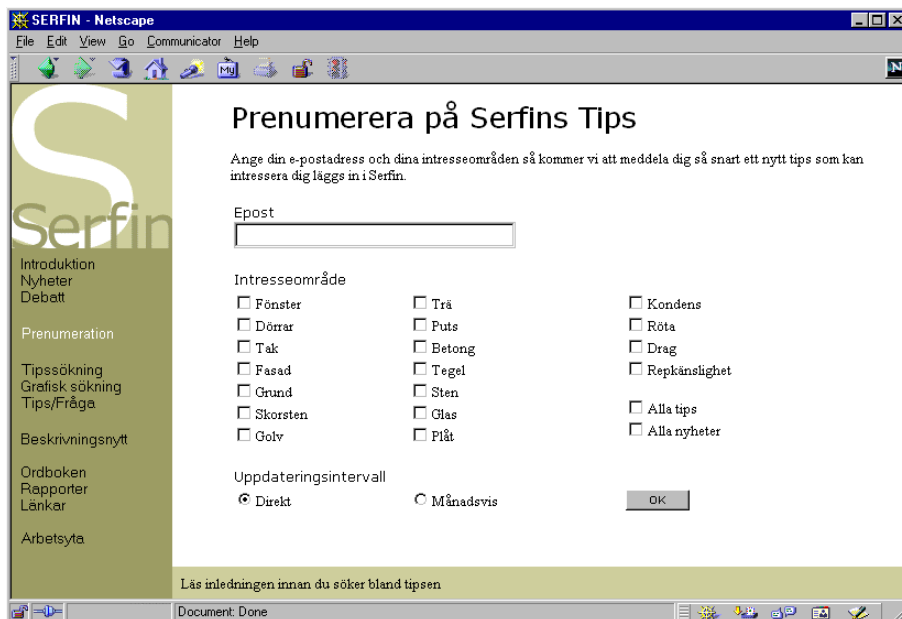 SERFIN - Netscape
File Edit View Go Communicator Help
My
N
S
Serfin
Introduktion
Nyheter
Debatt
Prenumeration
Tipssökning
Grafisk sökning
Tips/Fråga
Beskrivningsnytt
Ordboken
Rapporter
Länkar
Arbetsyta
Prenumerera på Serfins Tips
Ange din e-postadress och dina intresseområden så kommer vi att meddela dig så snart ett nytt tips som kan
intressera dig läggs in i Serfin.
Epost
Intresseområde
Fönster Trä Kondens
Dörrar Puts Röta
Tak Betong Drag
Fasad Tegel Repkänslighet
Grund Sten
Skorsten Glas Alla tips
Golv Plåt Alla nyheter
Uppdateringsintervall
Direkt Månadsvis OK
Läs inledningen innan du söker bland tipsen
Document: Done